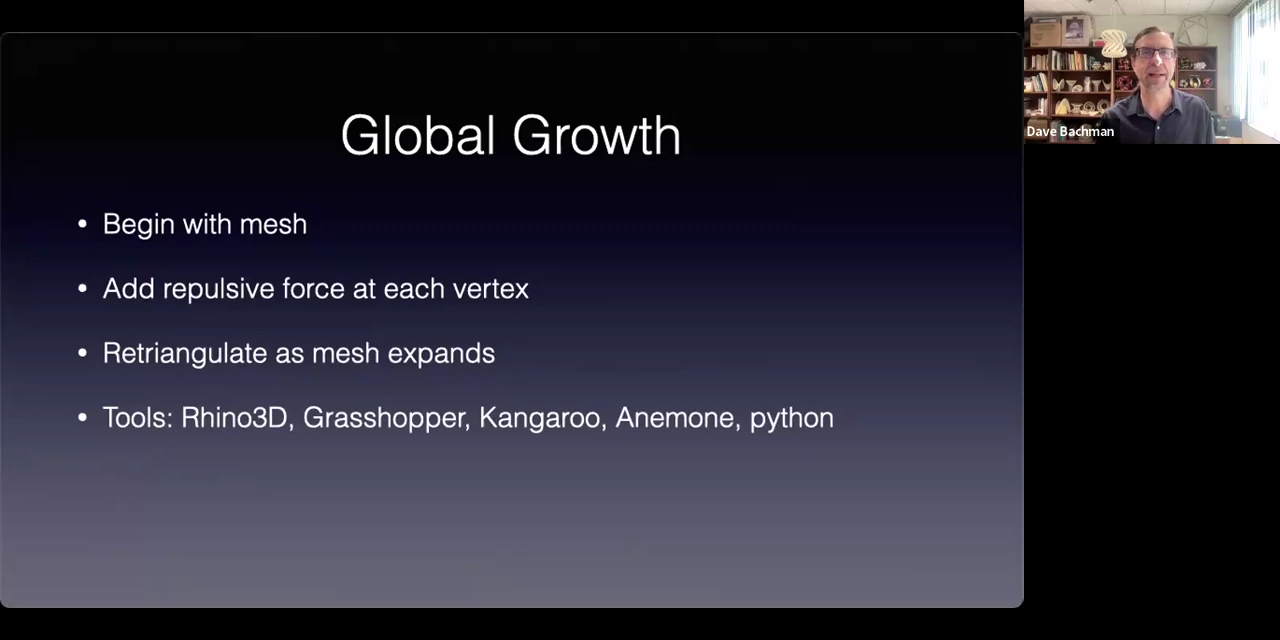 Global Growth
• Begin with mesh
• Add repulsive force at each vertex
• Retriangulate as mesh expands
• Tools: Rhino3D, Grasshopper, Kangaroo, Anemone, python
Dave Bachman